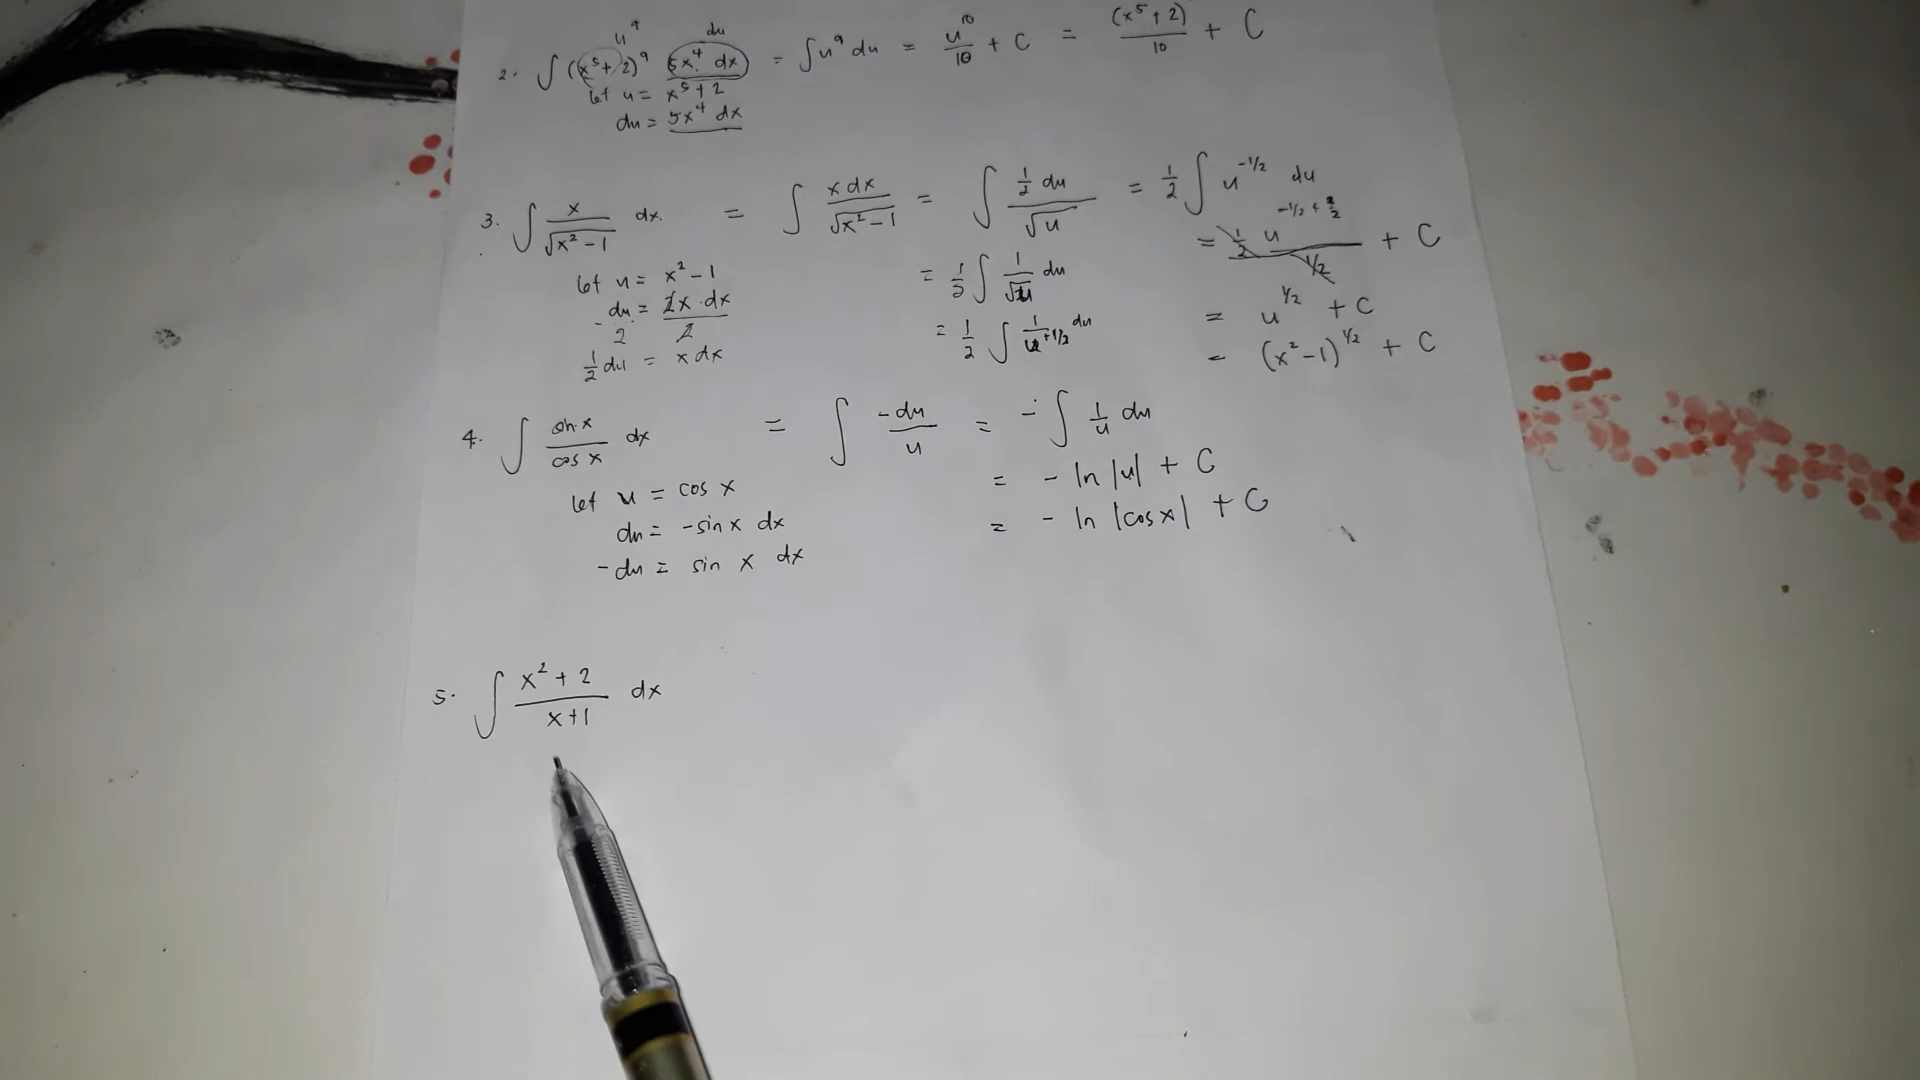 2. ∫ (x⁵ + 2)⁹ 5x⁴ dx = ∫ u⁹ du = u¹⁰/10 + C = (x⁵ + 2)/10 + C
u⁹ du
let u = x⁵ + 2
du = 5x⁴ dx
3. ∫ x/√(x² - 1) dx. = ∫ x dx/√(x² - 1) = ∫ ½ du/√u = ½ ∫ u^(-1/2) du
= ½ u^(-1/2 + 2/2)/(1/2) + C
let u = x² - 1
= ∫ 1/√u du
du/2 = 2x · dx/2
= u^(1/2) + C
½ du = x dx
= ½ ∫ 1/u^(+1/2) du
= (x² - 1)^(1/2) + C
4. ∫ sin x/cos x dx = ∫ -du/u = - ∫ 1/u du
let u = cos x
= - ln |u| + C
du = -sin x dx
= - ln |cos x| + C
-du = sin x dx
5. ∫ (x² + 2)/(x + 1) dx